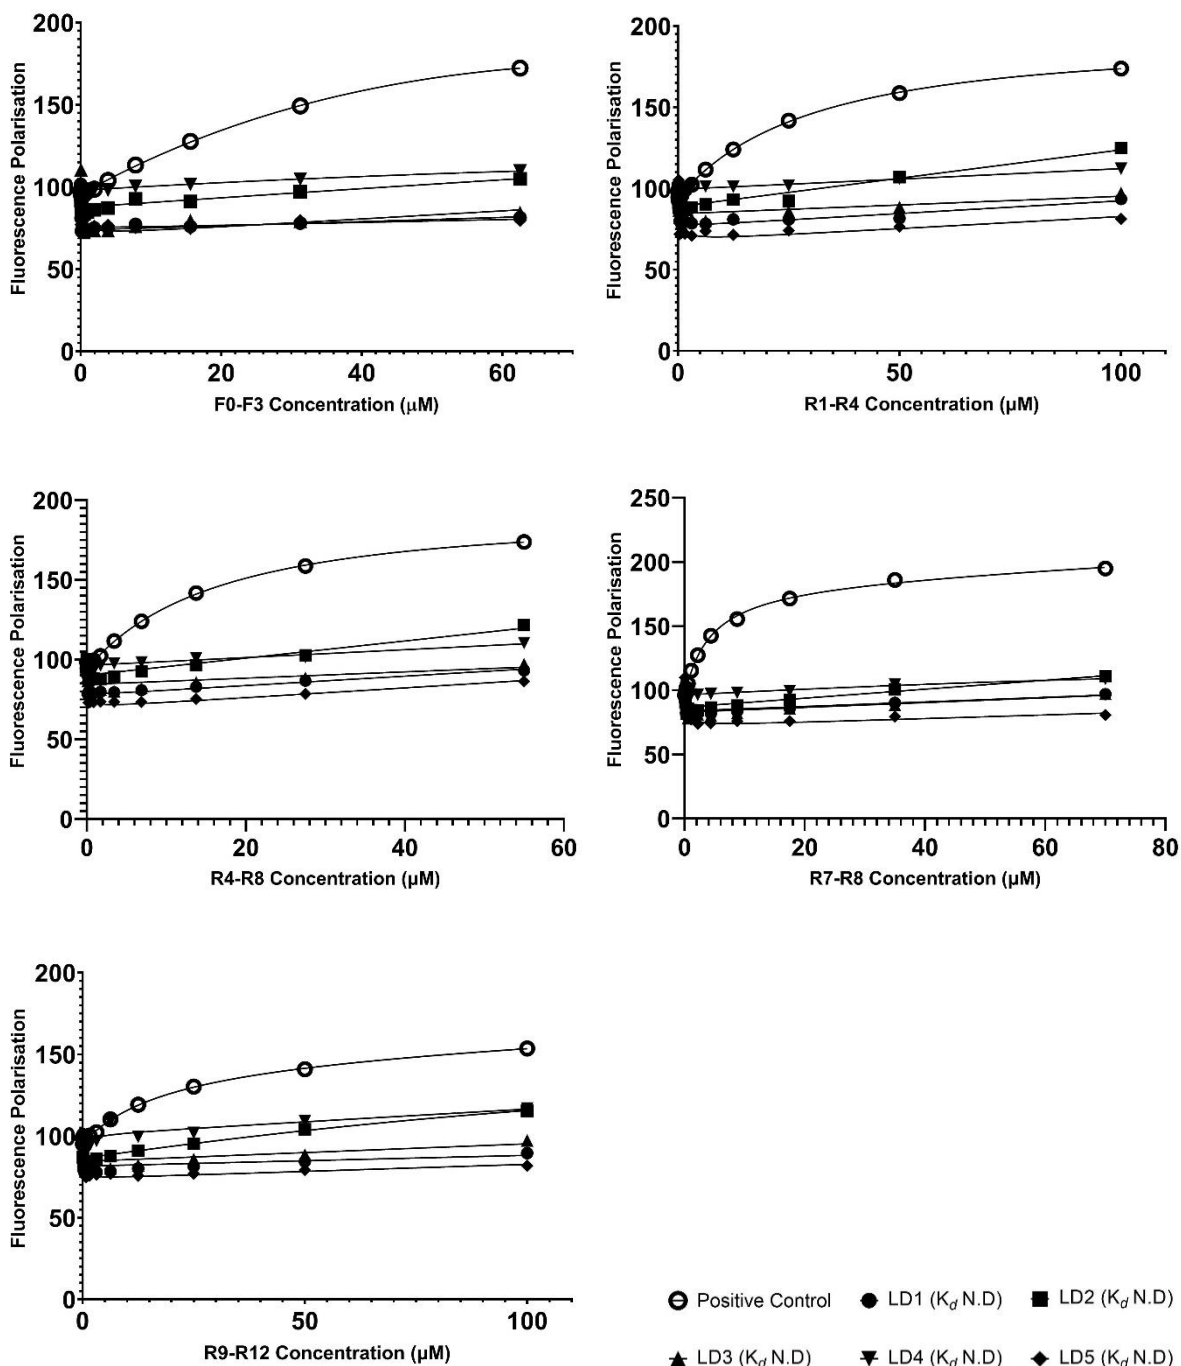 200
150
100
50
0
Fluorescence Polarisation
0 20 40 60
F0-F3 Concentration (μM)
200
150
100
50
0
Fluorescence Polarisation
0 50 100
R1-R4 Concentration (μM)
200
150
100
50
0
Fluorescence Polarisation
0 20 40 60
R4-R8 Concentration (μM)
250
200
150
100
50
0
Fluorescence Polarisation
0 20 40 60 80
R7-R8 Concentration (μM)
200
150
100
50
0
Fluorescence Polarisation
0 50 100
R9-R12 Concentration (μM)
Positive Control LD1 (Kd N.D) LD2 (Kd N.D)
LD3 (Kd N.D) LD4 (Kd N.D) LD5 (Kd N.D)